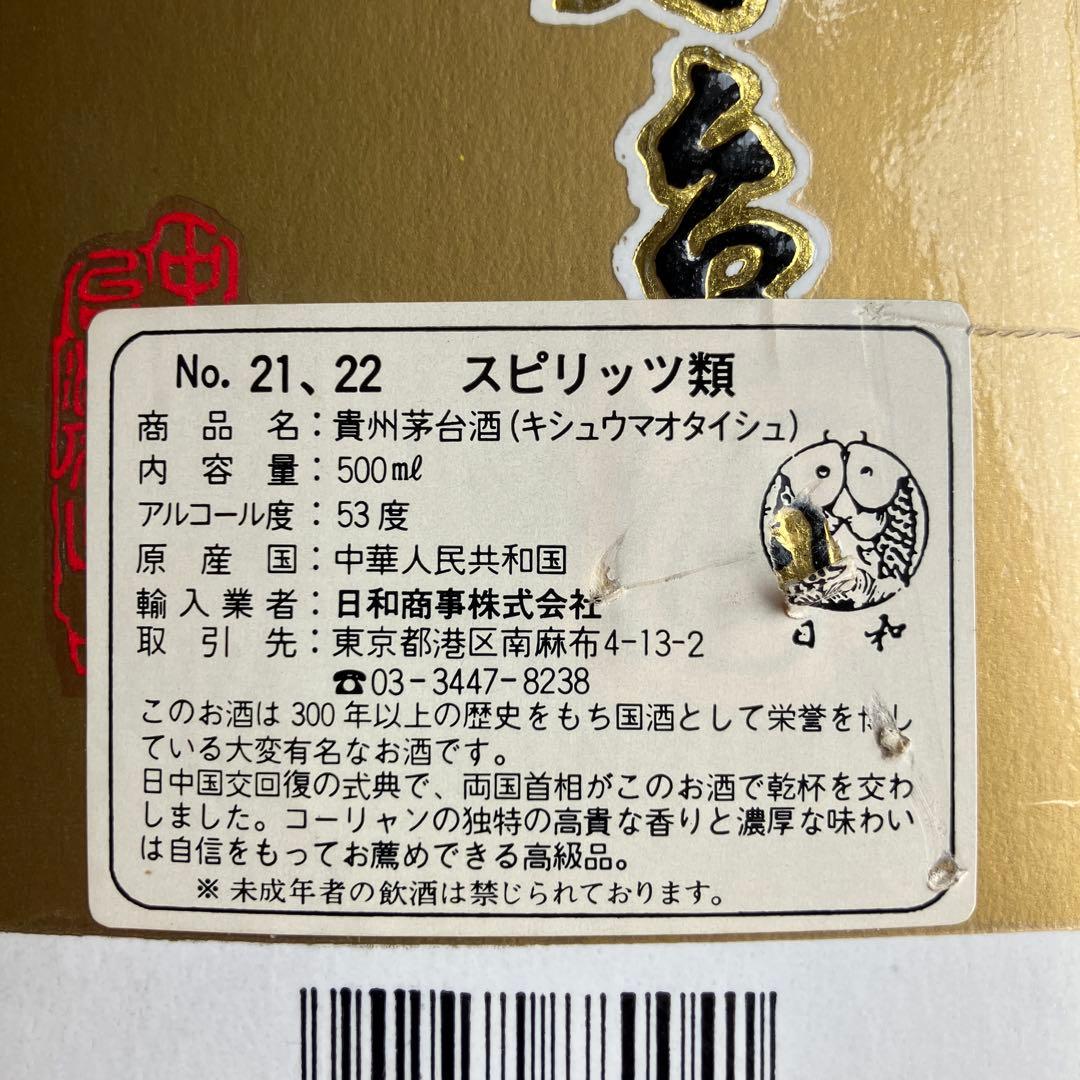 台
中
No. 21、22 スピリッツ類
商品名：貴州茅台酒(キシュウマオタイシュ)
内容量：500㎖
アルコール度：53度
原産国：中華人民共和国
輸入業者：日和商事株式会社
取引先：東京都港区南麻布4-13-2
☎03-3447-8238
日和
このお酒は300年以上の歴史をもち国酒として栄誉を し
ている大変有名なお酒です。
日中国交回復の式典で、両国首相がこのお酒で乾杯を交わ
しました。コーリャンの独特の高貴な香りと濃厚な味わい
は自信をもってお薦めできる高級品。
※未成年者の飲酒は禁じられております。